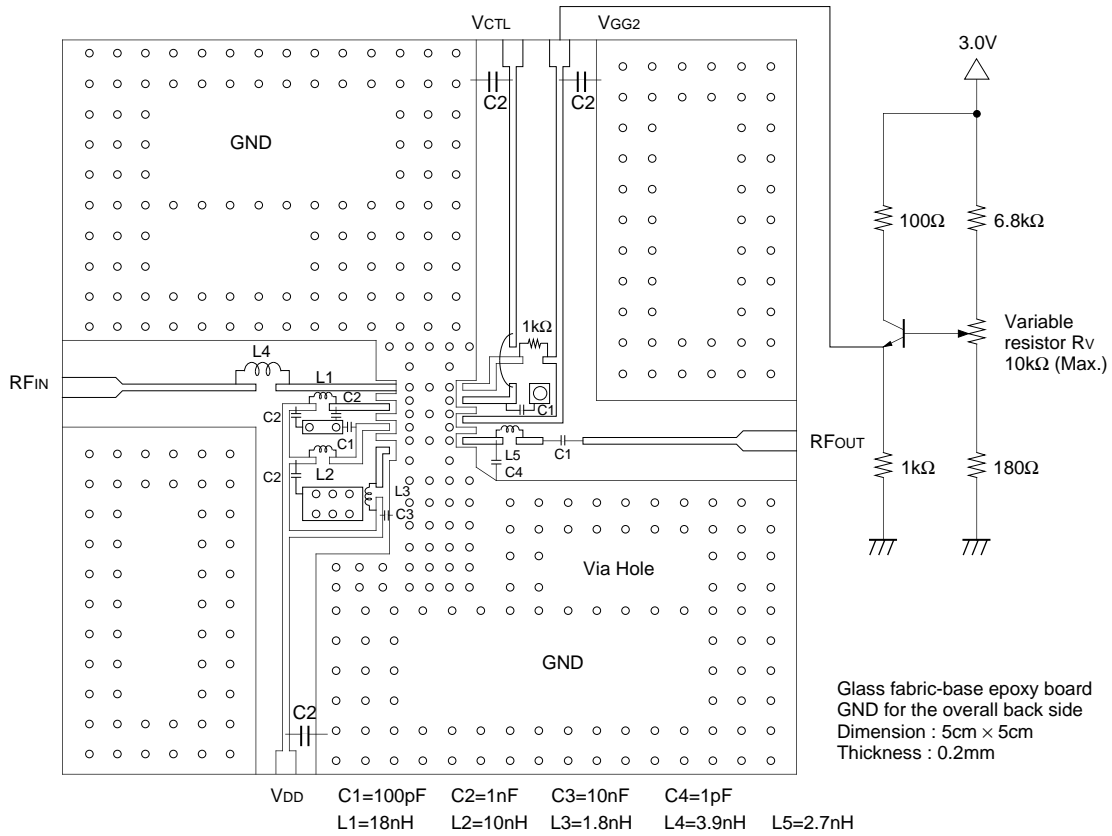 VCTL
VGG2
3.0V
C2
C2
GND
100Ω
6.8kΩ
1kΩ
Variable
resistor RV
10kΩ (Max.)
L4
RFIN
L1
C2
C2
C1
C1
L2
C2
L5
C1
C4
RFOUT
L3
C3
1kΩ
180Ω
Via Hole
GND
C2
Glass fabric-base epoxy board
GND for the overall back side
Dimension : 5cm × 5cm
Thickness : 0.2mm
VDD
C1=100pF C2=1nF C3=10nF C4=1pF
L1=18nH L2=10nH L3=1.8nH L4=3.9nH L5=2.7nH